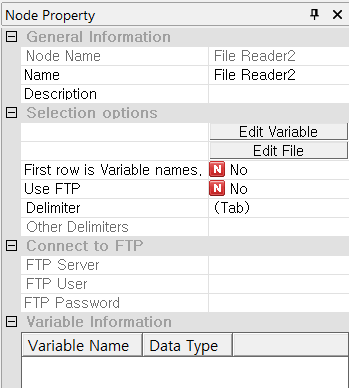 Node Property
General Information
Node Name File Reader2
Name File Reader2
Description
Selection options
Edit Variable
Edit File
First row is Variable names, N No
Use FTP N No
Delimiter (Tab)
Other Delimiters
Connect to FTP
FTP Server
FTP User
FTP Password
Variable Information
Variable Name Data Type